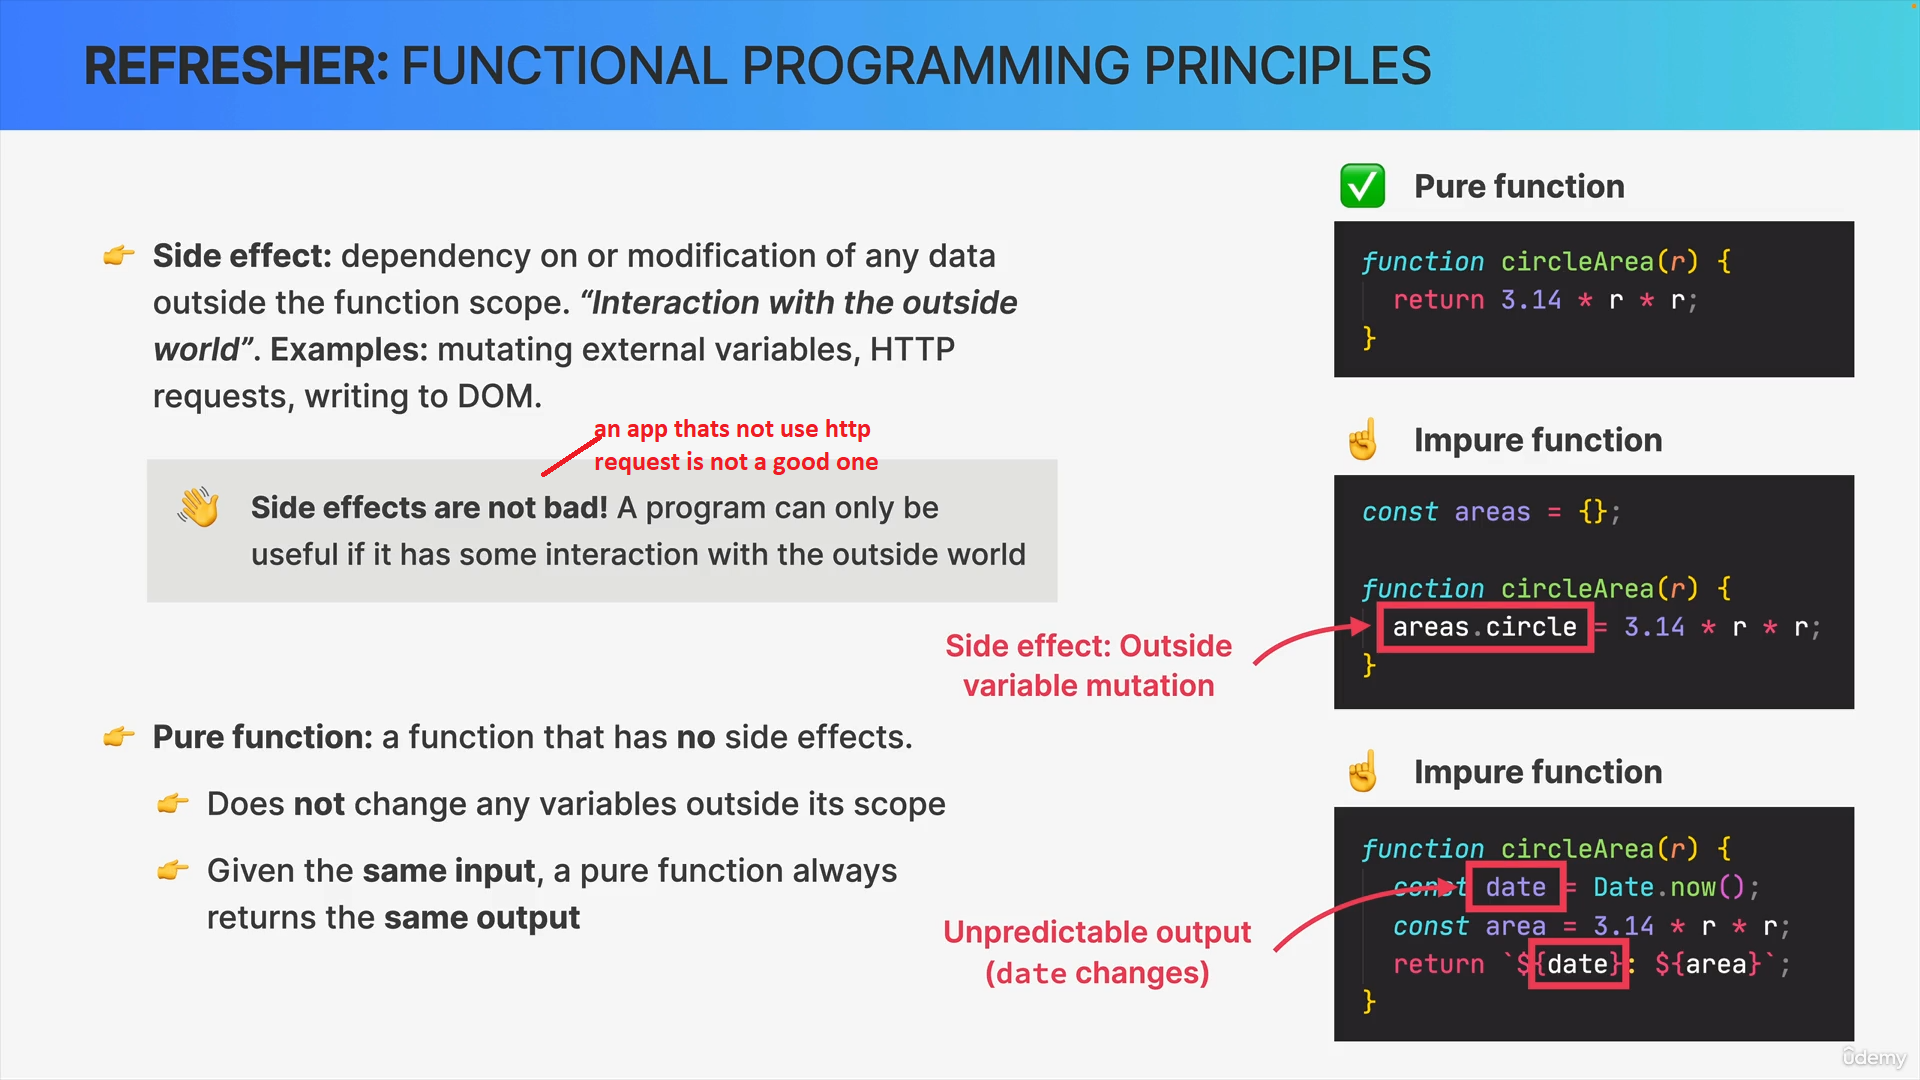 REFRESHER: FUNCTIONAL PROGRAMMING PRINCIPLES
Side effect: dependency on or modification of any data
outside the function scope. “Interaction with the outside
world”. Examples: mutating external variables, HTTP
requests, writing to DOM.
an app thats not use http
request is not a good one
Side effects are not bad! A program can only be
useful if it has some interaction with the outside world
Pure function: a function that has no side effects.
Does not change any variables outside its scope
Given the same input, a pure function always
returns the same output
Pure function
function circleArea(r) {
return 3.14 * r * r;
}
Impure function
const areas = {};
function circleArea(r) {
areas.circle = 3.14 * r * r;
}
Side effect: Outside
variable mutation
Impure function
function circleArea(r) {
const date = Date.now();
const area = 3.14 * r * r;
return `${date}: ${area}`;
}
Unpredictable output
(date changes)
ûdemy